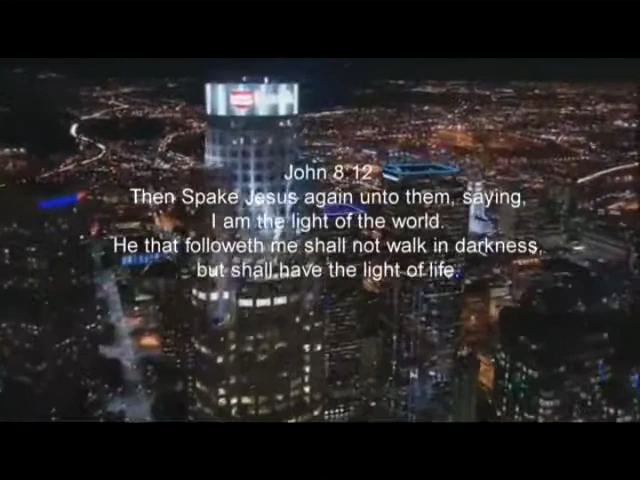 John 8:12
Then Spake Jesus again unto them, saying,
I am the light of the world.
He that followeth me shall not walk in darkness,
but shall have the light of life.